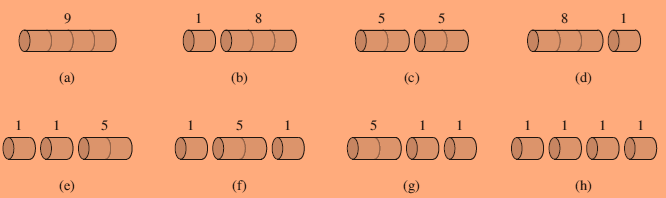 9 1 8 5 5 8 1
(a) (b) (c) (d)
1 1 5 1 5 1 5 1 1 1 1 1 1
(e) (f) (g) (h)